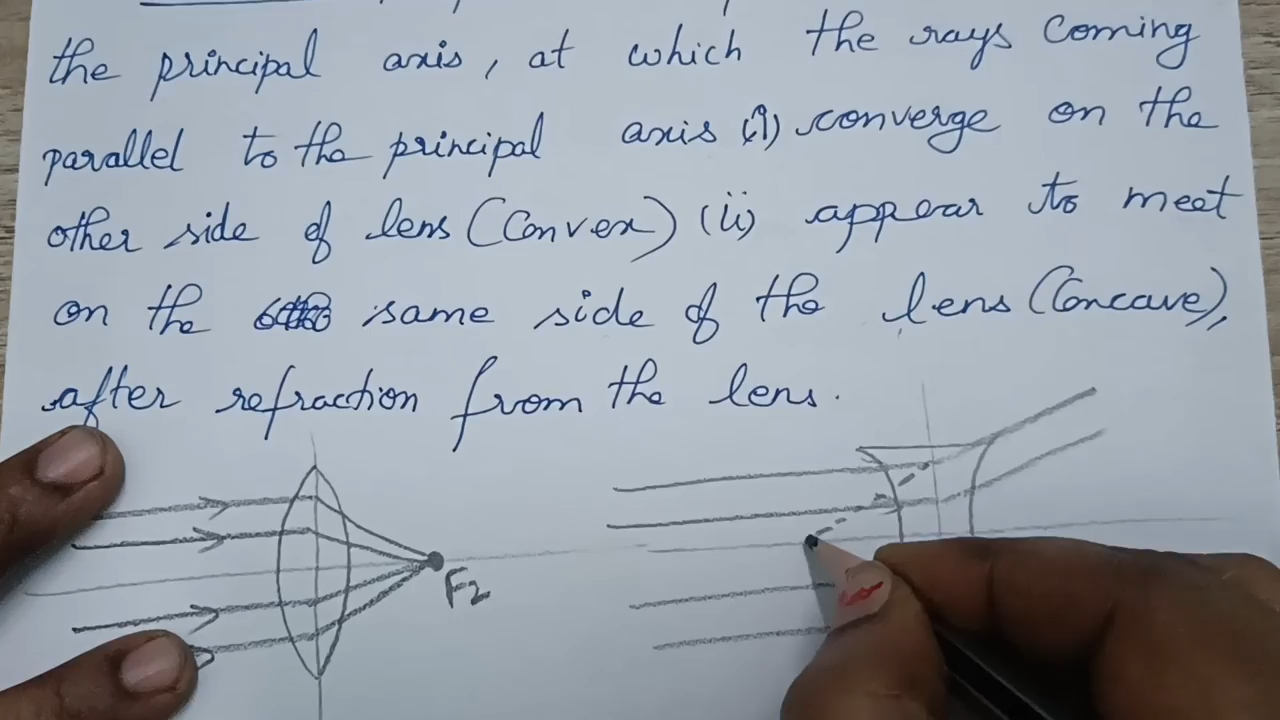 the principal axis, at which the rays coming
parallel to the principal axis (i) converge on the
other side of lens (Convex) (ii) appear to meet
on the same side of the lens (Concave),
after refraction from the lens.
F2